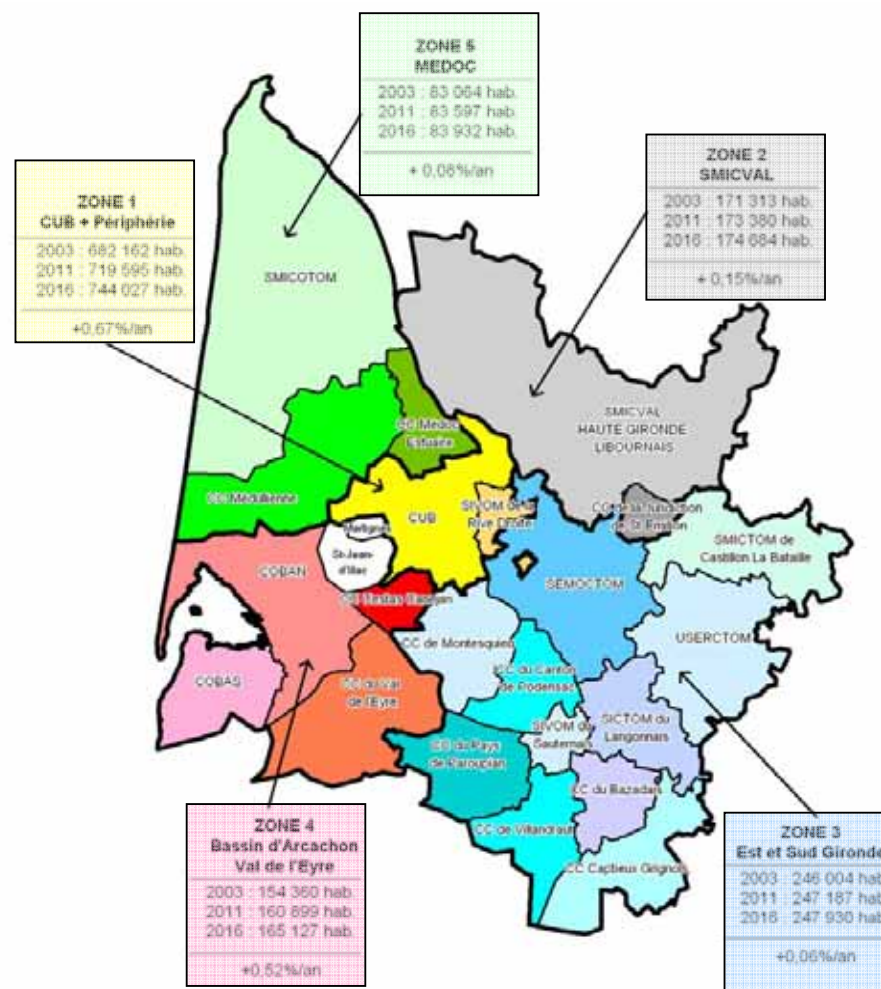 ZONE 5
MEDOC
2003 : 83 064 hab.
2011 : 83 597 hab.
2016 : 83 932 hab.
+ 0,08%/an
ZONE 2
SMICVAL
2003 : 171 313 hab.
2011 : 173 380 hab.
2016 : 174 684 hab.
+ 0,15%/an
ZONE 1
CUB + Périphérie
2003 : 682 162 hab.
2011 : 719 595 hab.
2016 : 744 027 hab.
+0,67%/an
SMICOTOM
SMICVAL
HAUTE GIRONDE
LIBOURNAIS
CC Médoc
Estuaire
CC Médullienne
CUB
SIVOM de la
Rive Droite
CC de la Juridiction
de St Emilion
Martignas
St-Jean-
d'Illac
SMICTOM de
Castillon La Bataille
COBAN
SEMOCTOM
CC Cestas Canéjan
USERCTOM
CC de Montesquieu
CC du Canton
de Podensac
COBAS
CC du Val
de l'Eyre
SICTOM du
Langonnais
SIVOM du
Sauternais
CC du Pays
de Paroupian
CC du Bazadais
CC de Villandraut
CC Captieux Grignols
ZONE 4
Bassin d'Arcachon
Val de l'Eyre
2003 : 154 360 hab.
2011 : 160 899 hab.
2016 : 165 127 hab.
+0,52%/an
ZONE 3
Est et Sud Gironde
2003 : 246 004 hab
2011 : 247 187 hab
2016 : 247 930 hab
+0,06%/an